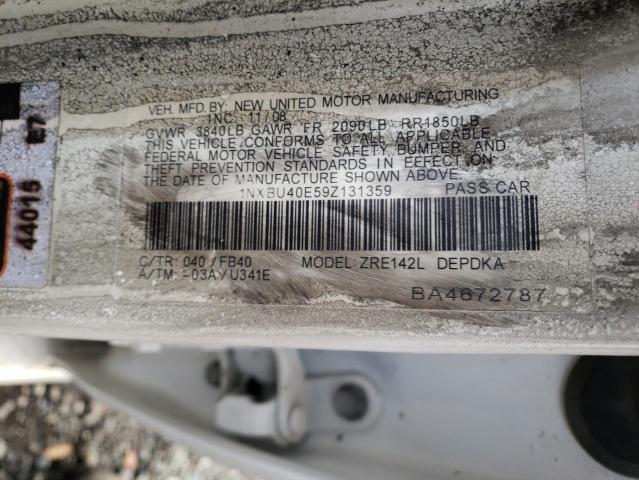 VEH. MFD. BY: NEW UNITED MOTOR MANUFACTURING
INC. 11/08
GVWR 3840LB GAWR FR 2090LB RR1850LB
THIS VEHICLE CONFORMS TO ALL APPLICABLE
FEDERAL MOTOR VEHICLE SAFETY, BUMPER, AND
THEFT PREVENTION STANDARDS IN EFFECT ON
THE DATE OF MANUFACTURE SHOWN ABOVE.
1NXBU40E59Z131359 PASS CAR
C/TR: 040 / FB40 MODEL: ZRE142L DEPDKA
A/TM: -03A / U341E
BA4672787
44015 E7